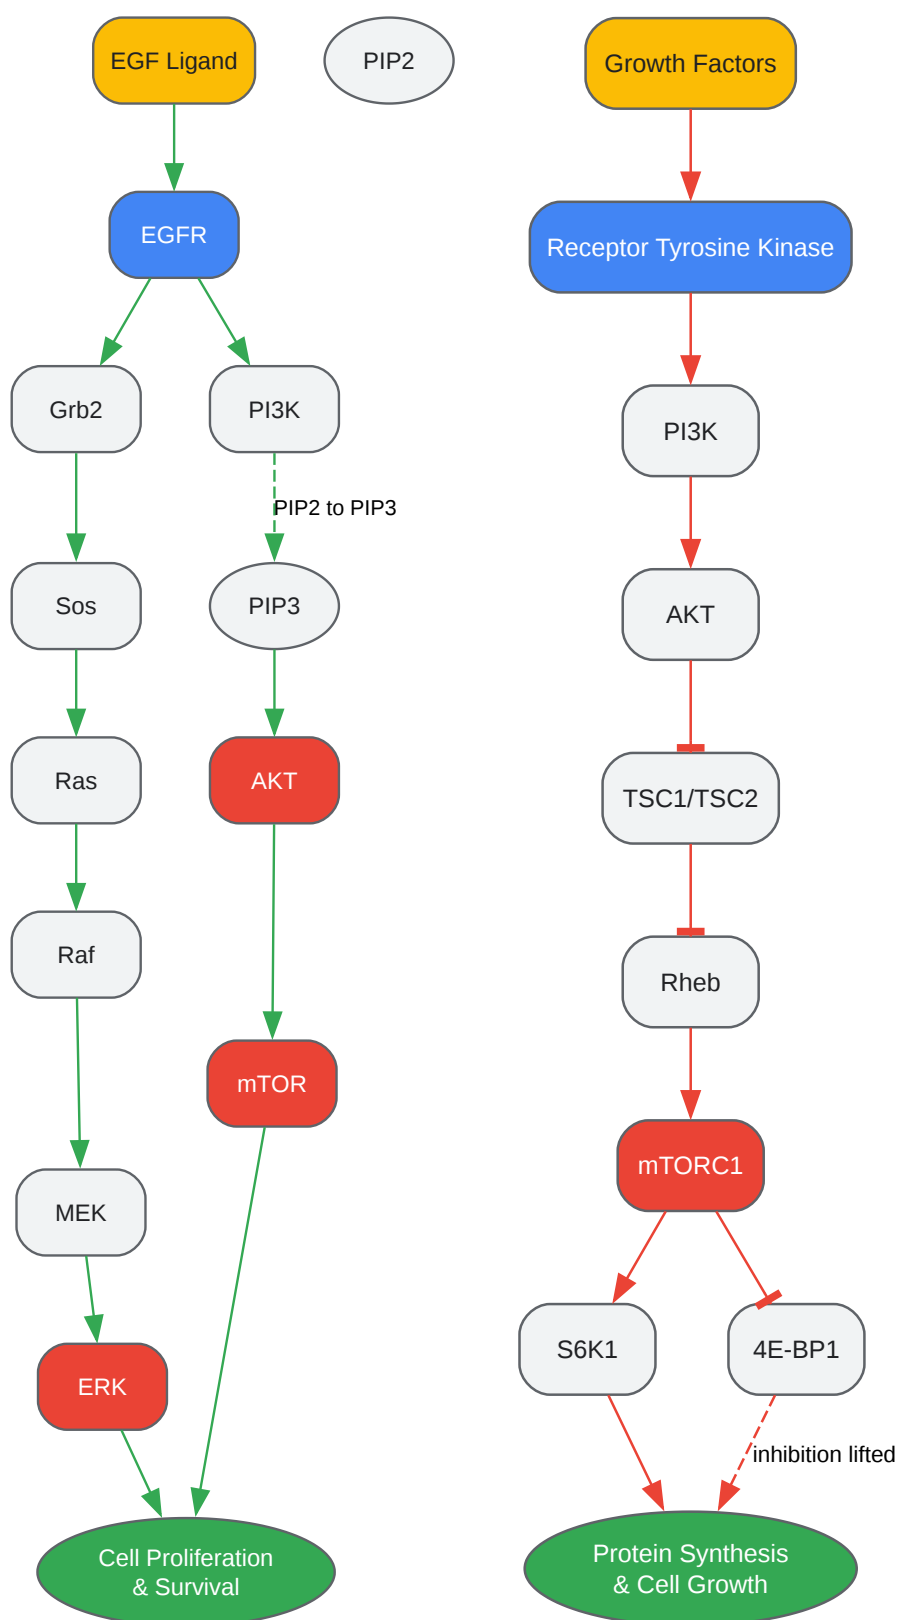 EGF Ligand
PIP2
EGFR
Grb2
PI3K
PIP2 to PIP3
Sos
PIP3
Ras
AKT
Raf
mTOR
MEK
ERK
Cell Proliferation
& Survival
Growth Factors
Receptor Tyrosine Kinase
PI3K
AKT
TSC1/TSC2
Rheb
mTORC1
S6K1
4E-BP1
inhibition lifted
Protein Synthesis
& Cell Growth